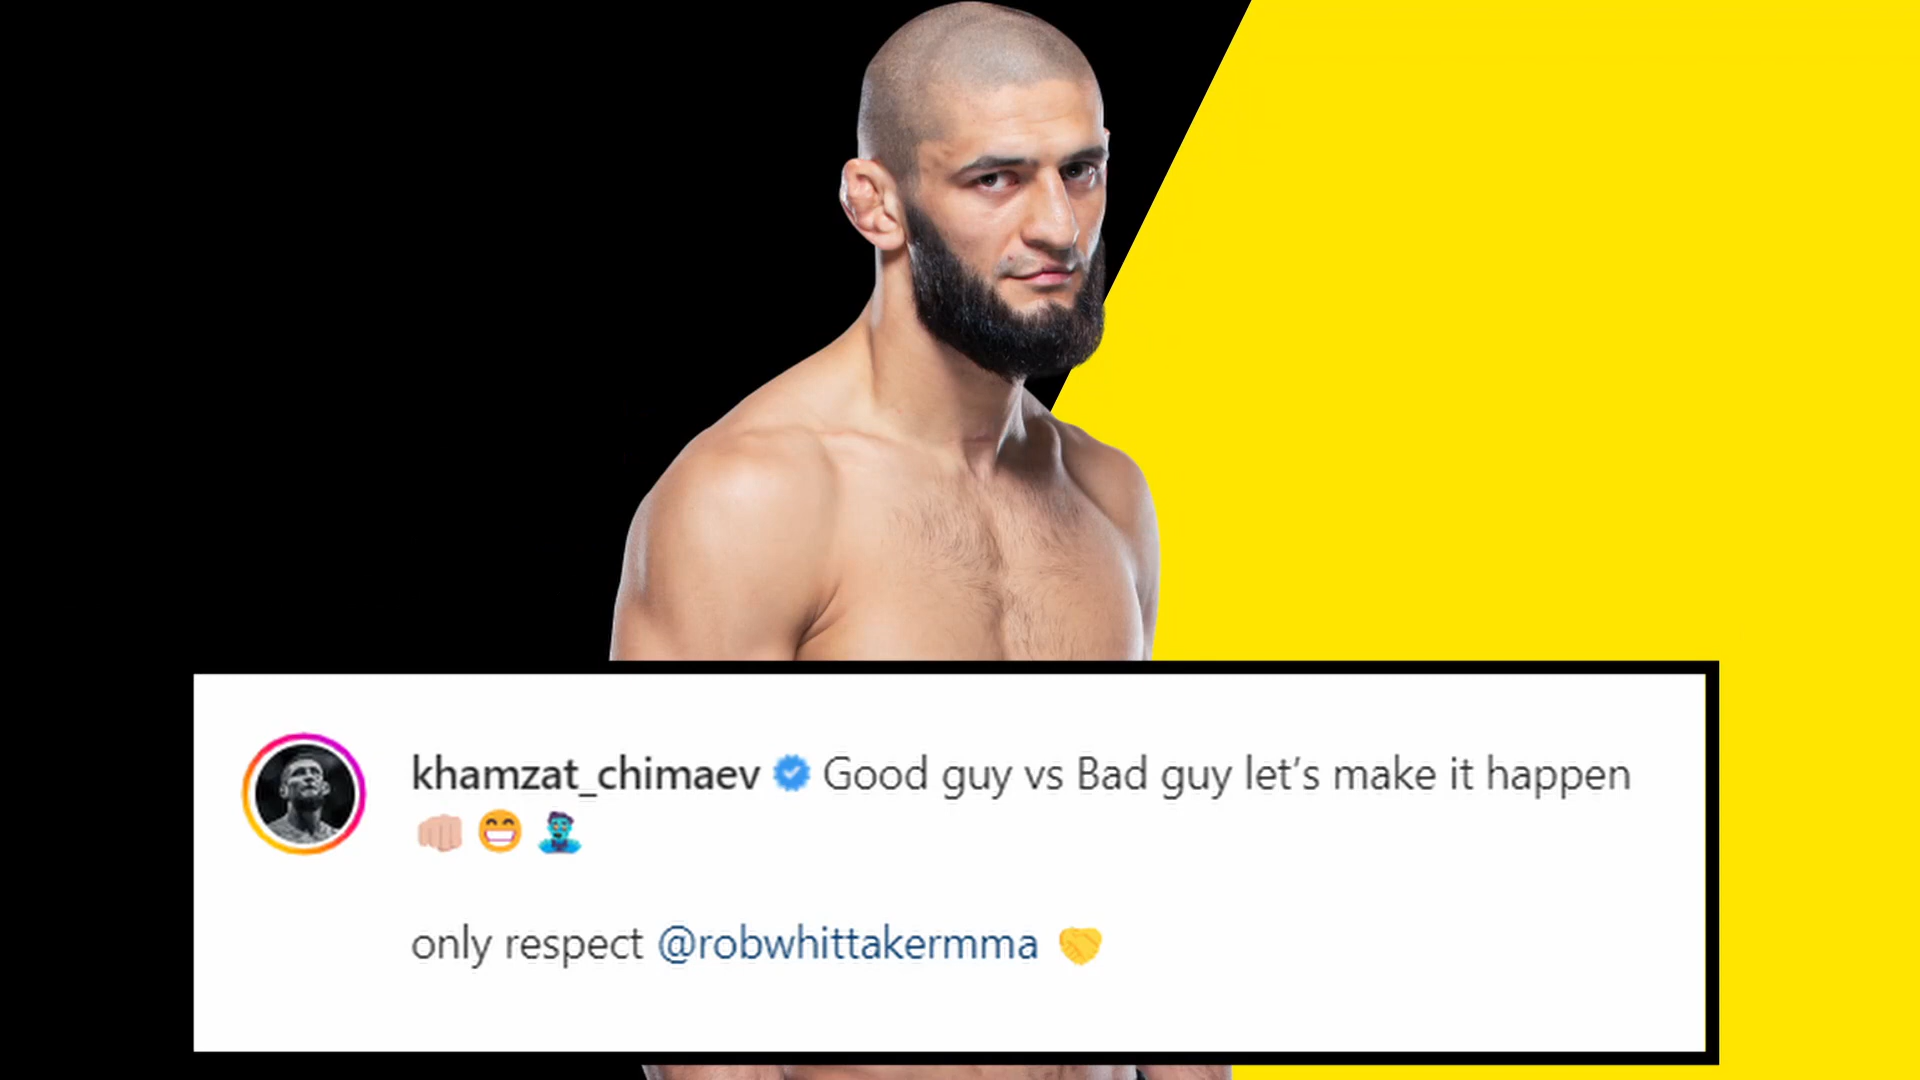 khamzat_chimaev Good guy vs Bad guy let’s make it happen
👊🏼 😁 🧛🏽‍♂️
only respect @robwhittakermma 🤝